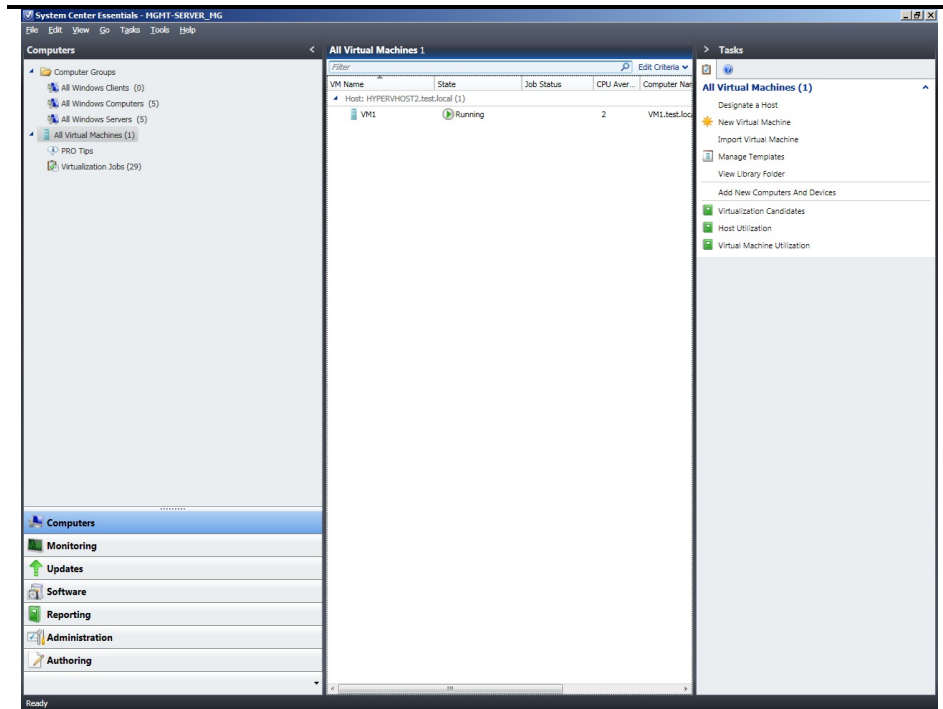 System Center Essentials - MGMT-SERVER_MG
File Edit View Go Tasks Tools Help
Computers
Computer Groups
All Windows Clients (0)
All Windows Computers (5)
All Windows Servers (5)
All Virtual Machines (1)
PRO Tips
Virtualization Jobs (29)
Computers
Monitoring
Updates
Software
Reporting
Administration
Authoring
All Virtual Machines 1
Filter Edit Criteria
VM Name State Job Status CPU Aver... Computer Nar
Host: HYPERVHOST2.test.local (1)
VM1 Running 2 VM1.test.loc
Tasks
All Virtual Machines (1)
Designate a Host
New Virtual Machine
Import Virtual Machine
Manage Templates
View Library Folder
Add New Computers And Devices
Virtualization Candidates
Host Utilization
Virtual Machine Utilization
Ready